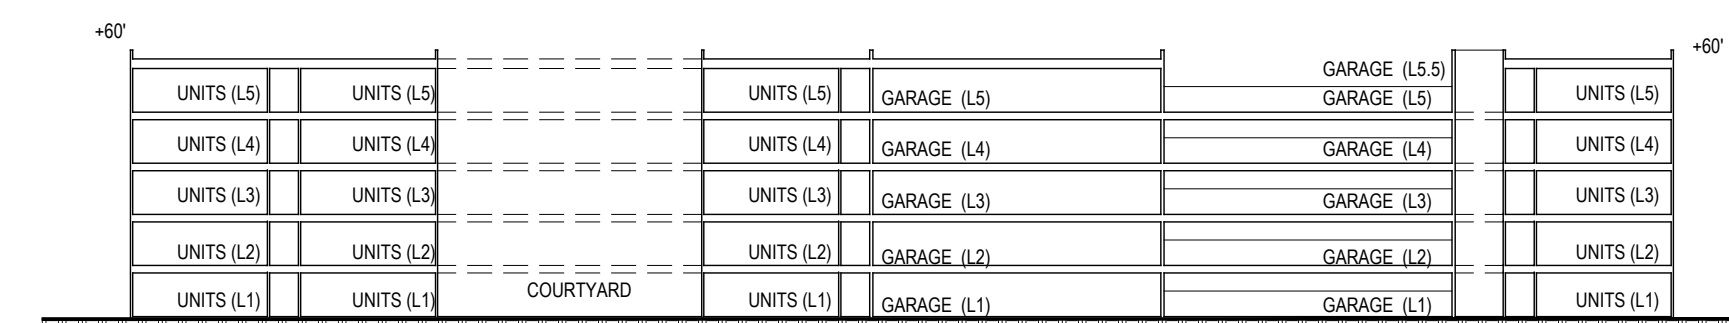 +60'
+60'
GARAGE (L5.5)
UNITS (L5) UNITS (L5) UNITS (L5) GARAGE (L5) GARAGE (L5) UNITS (L5)
UNITS (L4) UNITS (L4) UNITS (L4) GARAGE (L4) GARAGE (L4) UNITS (L4)
UNITS (L3) UNITS (L3) UNITS (L3) GARAGE (L3) GARAGE (L3) UNITS (L3)
UNITS (L2) UNITS (L2) UNITS (L2) GARAGE (L2) GARAGE (L2) UNITS (L2)
UNITS (L1) UNITS (L1) COURTYARD UNITS (L1) GARAGE (L1) GARAGE (L1) UNITS (L1)